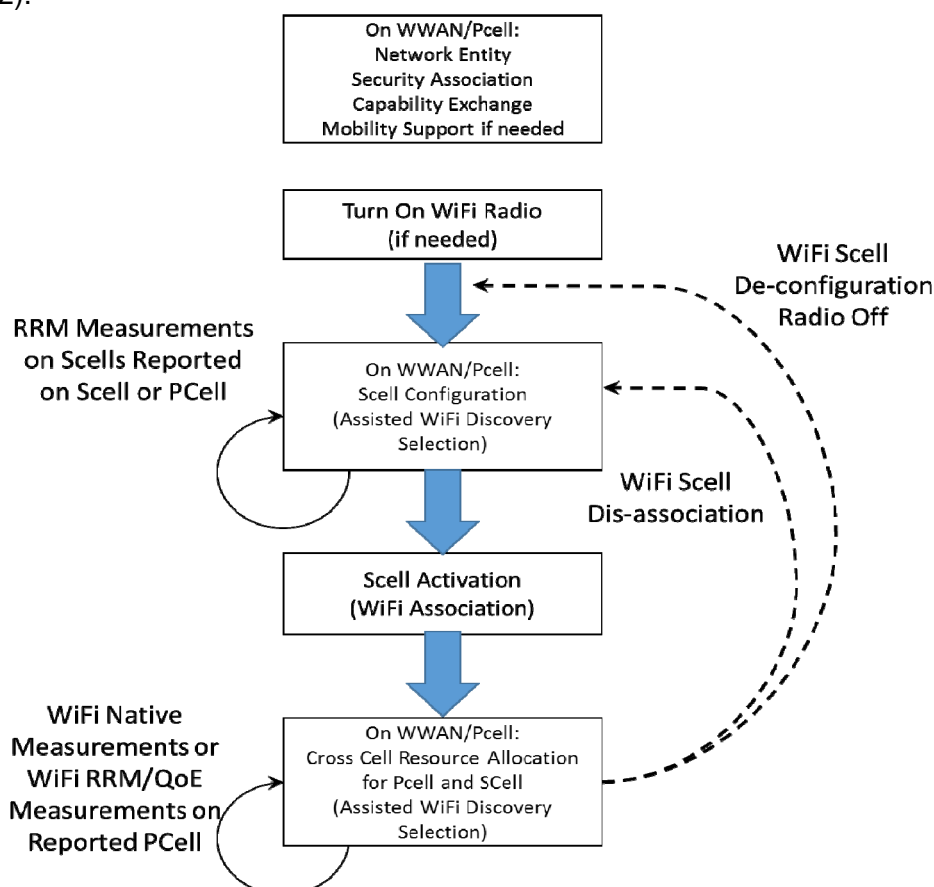 2).
On WWAN/Pcell:
Network Entity
Security Association
Capability Exchange
Mobility Support if needed
Turn On WiFi Radio
(if needed)
WiFi Scell
De-configuration
Radio Off
RRM Measurements
on Scells Reported
on Scell or PCell
On WWAN/Pcell:
Scell Configuration
(Assisted WiFi Discovery
Selection)
WiFi Scell
Dis-association
Scell Activation
(WiFi Association)
WiFi Native
Measurements or
WiFi RRM/QoE
Measurements on
Reported PCell
On WWAN/Pcell:
Cross Cell Resource Allocation
for Pcell and SCell
(Assisted WiFi Discovery
Selection)